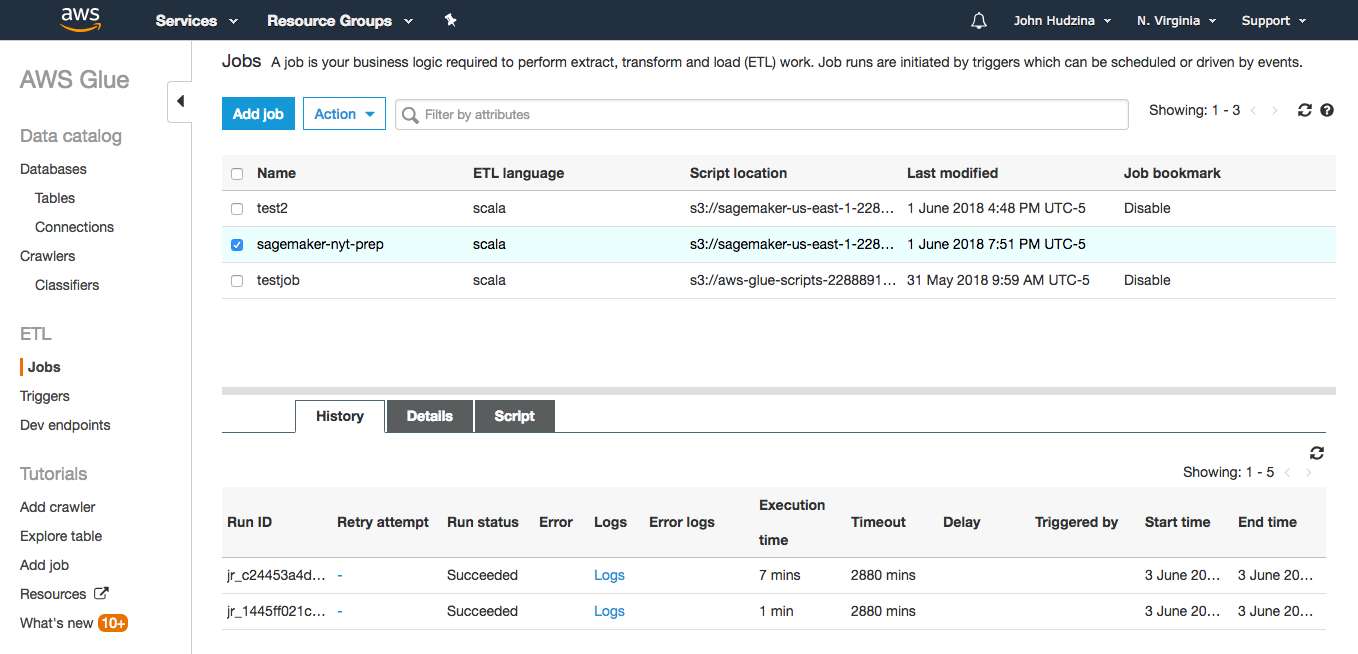 aws Services Resource Groups John Hudzina N. Virginia Support
AWS Glue
Data catalog
Databases
Tables
Connections
Crawlers
Classifiers
ETL
Jobs
Triggers
Dev endpoints
Tutorials
Add crawler
Explore table
Add job
Resources
What's new 10+
Jobs A job is your business logic required to perform extract, transform and load (ETL) work. Job runs are initiated by triggers which can be scheduled or driven by events.
Add job Action Filter by attributes Showing: 1 - 3
Name ETL language Script location Last modified Job bookmark
test2 scala s3://sagemaker-us-east-1-228... 1 June 2018 4:48 PM UTC-5 Disable
sagemaker-nyt-prep scala s3://sagemaker-us-east-1-228... 1 June 2018 7:51 PM UTC-5
testjob scala s3://aws-glue-scripts-2288891... 31 May 2018 9:59 AM UTC-5 Disable
History Details Script
Showing: 1 - 5
Run ID Retry attempt Run status Error Logs Error logs Execution time Timeout Delay Triggered by Start time End time
jr_c24453a4d... - Succeeded Logs 7 mins 2880 mins 3 June 20... 3 June 20...
jr_1445ff021c... - Succeeded Logs 1 min 2880 mins 3 June 20... 3 June 20...